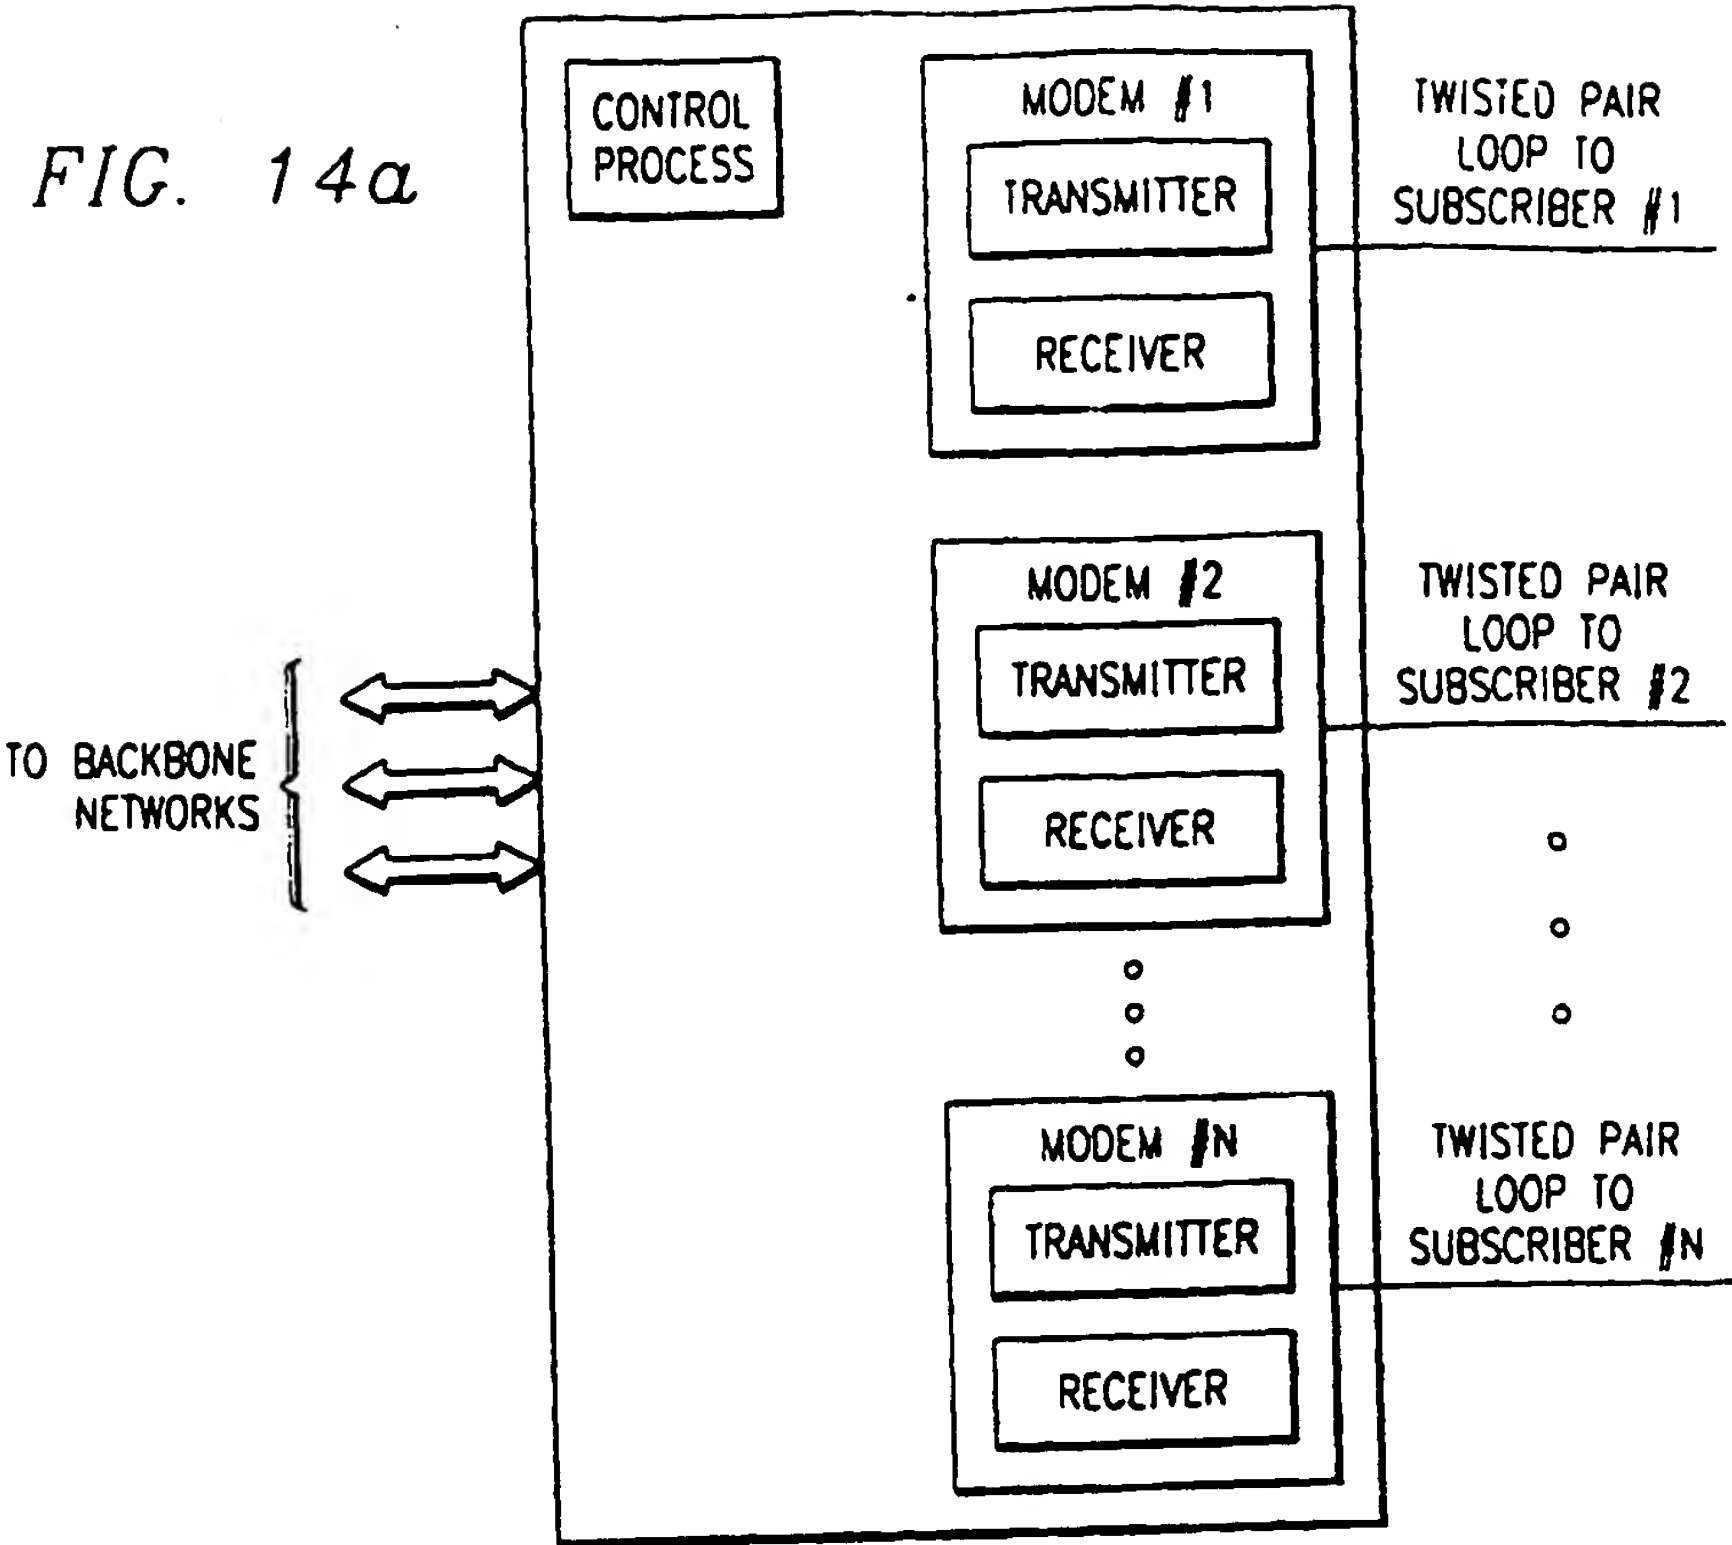 FIG. 14a
CONTROL
PROCESS
MODEM #1
TRANSMITTER
RECEIVER
TWISTED PAIR
LOOP TO
SUBSCRIBER #1
MODEM #2
TRANSMITTER
RECEIVER
TWISTED PAIR
LOOP TO
SUBSCRIBER #2
TO BACKBONE
NETWORKS
MODEM #N
TRANSMITTER
RECEIVER
TWISTED PAIR
LOOP TO
SUBSCRIBER #N